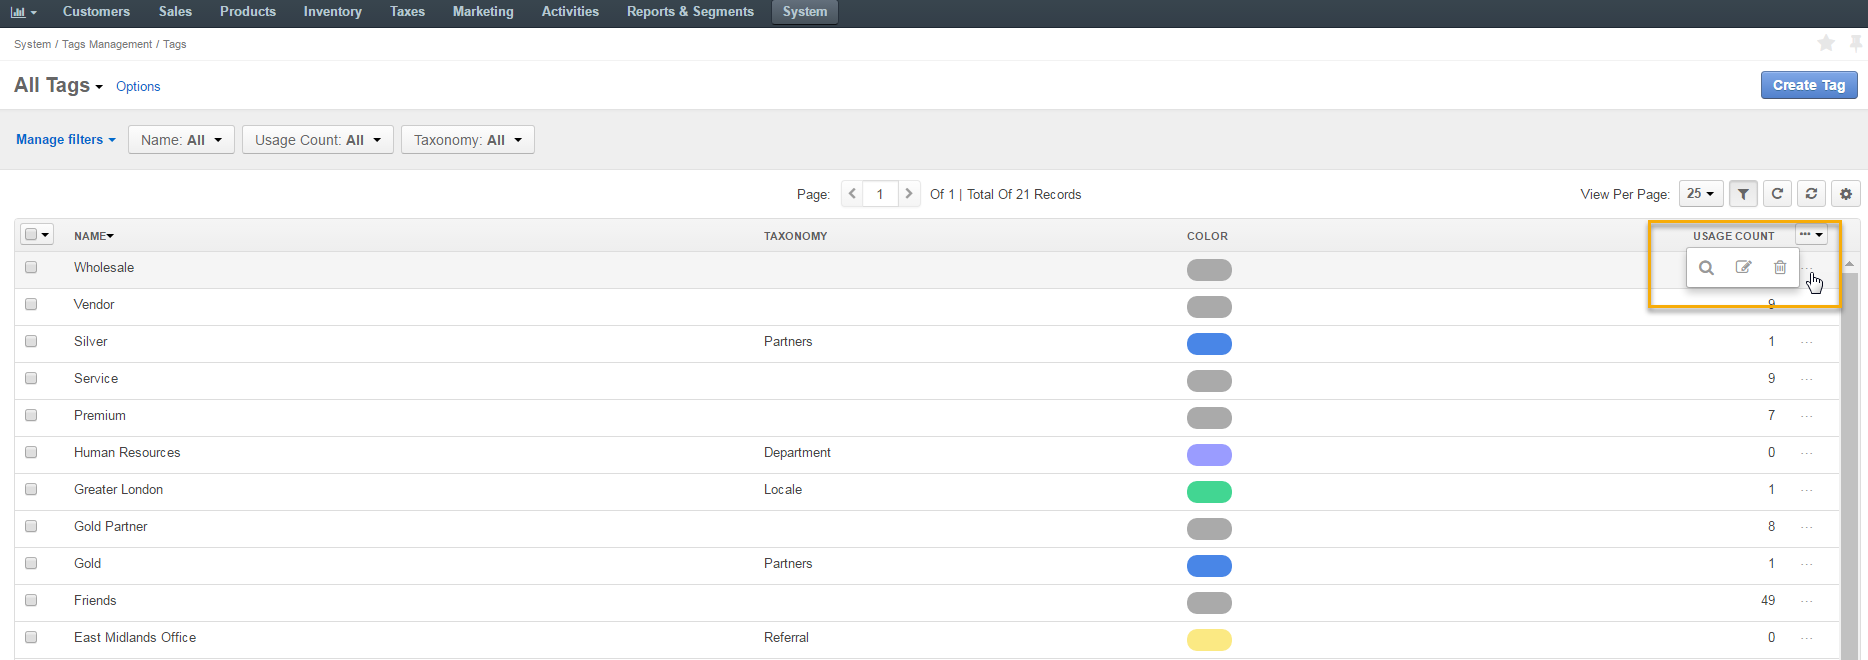 Customers Sales Products Inventory Taxes Marketing Activities Reports & Segments System
System / Tags Management / Tags
All Tags Options Create Tag
Manage filters Name: All Usage Count: All Taxonomy: All
Page: 1 Of 1 | Total Of 21 Records View Per Page: 25
NAME TAXONOMY COLOR USAGE COUNT
Wholesale
Vendor 9
Silver Partners 1
Service 9
Premium 7
Human Resources Department 0
Greater London Locale 1
Gold Partner 8
Gold Partners 1
Friends 49
East Midlands Office Referral 0